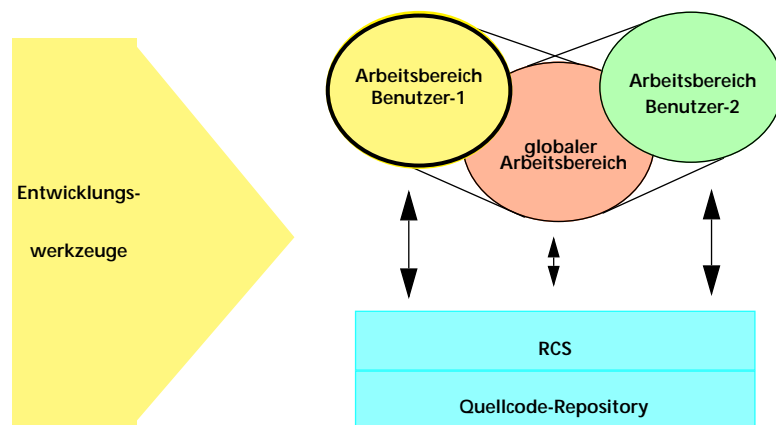 Arbeitsbereich
Benutzer-1
Arbeitsbereich
Benutzer-2
globaler
Arbeitsbereich
Entwicklungs-
werkzeuge
RCS
Quellcode-Repository